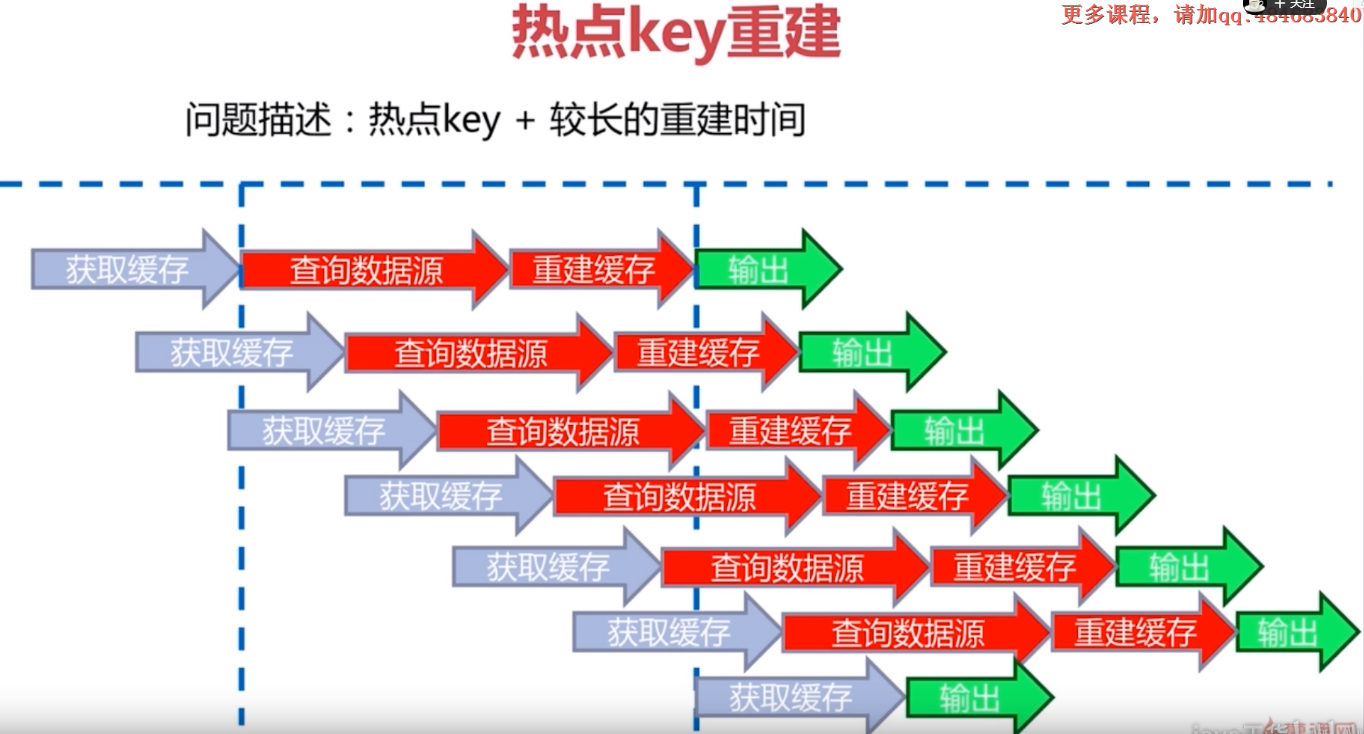 更多课程，请加qq:484683840
+ 关注
热点key重建
问题描述：热点key + 较长的重建时间
获取缓存 查询数据源 重建缓存 输出
获取缓存 查询数据源 重建缓存 输出
获取缓存 查询数据源 重建缓存 输出
获取缓存 查询数据源 重建缓存 输出
获取缓存 查询数据源 重建缓存 输出
获取缓存 查询数据源 重建缓存 输出
获取缓存 输出